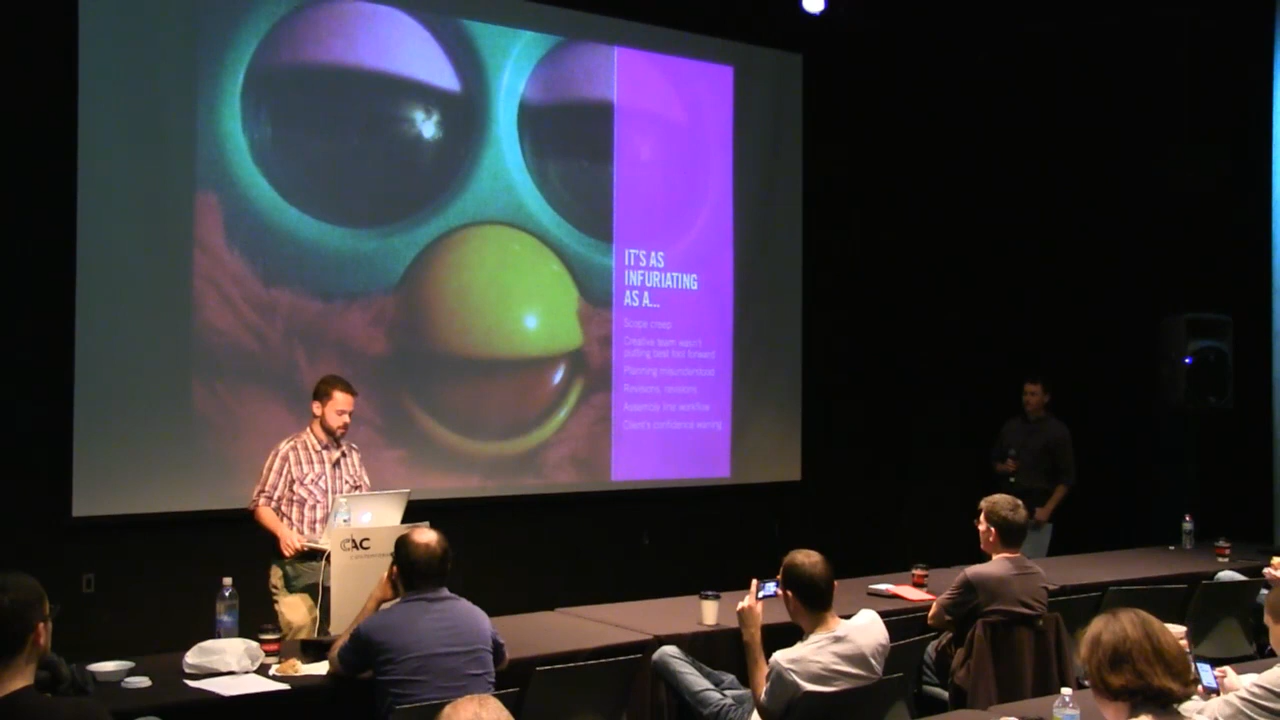 IT'S AS
INFURIATING
AS A...
Scope creep
Creative team wasn't
putting best foot forward
Planning misunderstood
Revisions, revisions
Assembly line workflow
Client's confidence waning
CAC